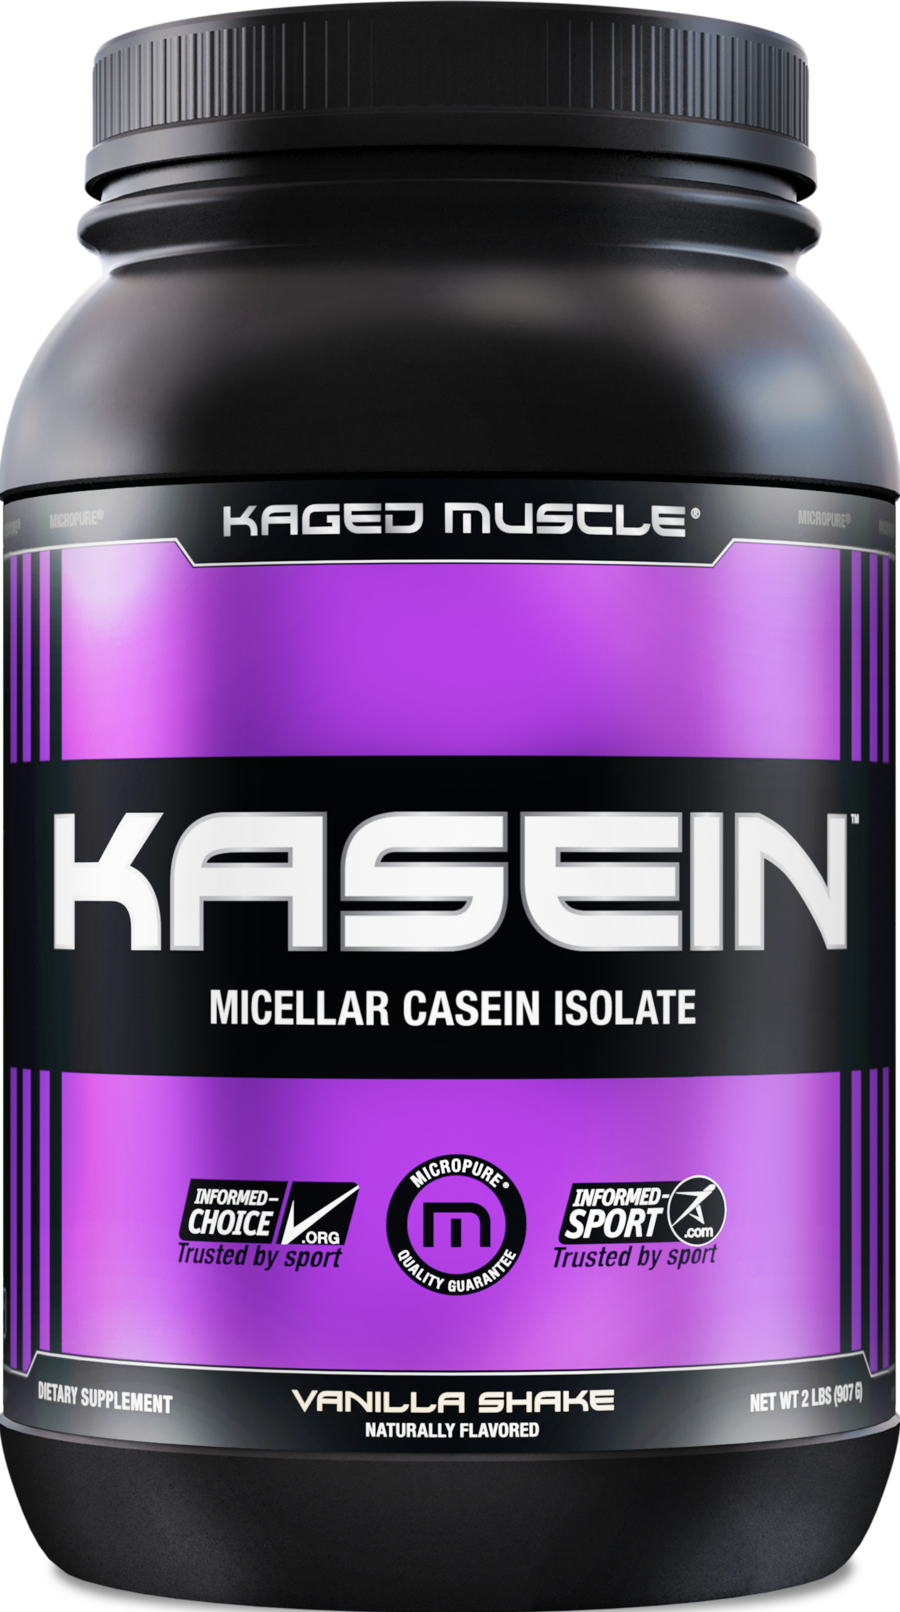 KAGED MUSCLE®
MICROPURE®
MICROPURE®
KASEIN™
MICELLAR CASEIN ISOLATE
INFORMED-
CHOICE
.ORG
Trusted by sport
MICROPURE®
QUALITY GUARANTEE
INFORMED-
SPORT
.com
Trusted by sport
DIETARY SUPPLEMENT
VANILLA SHAKE
NATURALLY FLAVORED
NET WT 2 LBS (907 G)